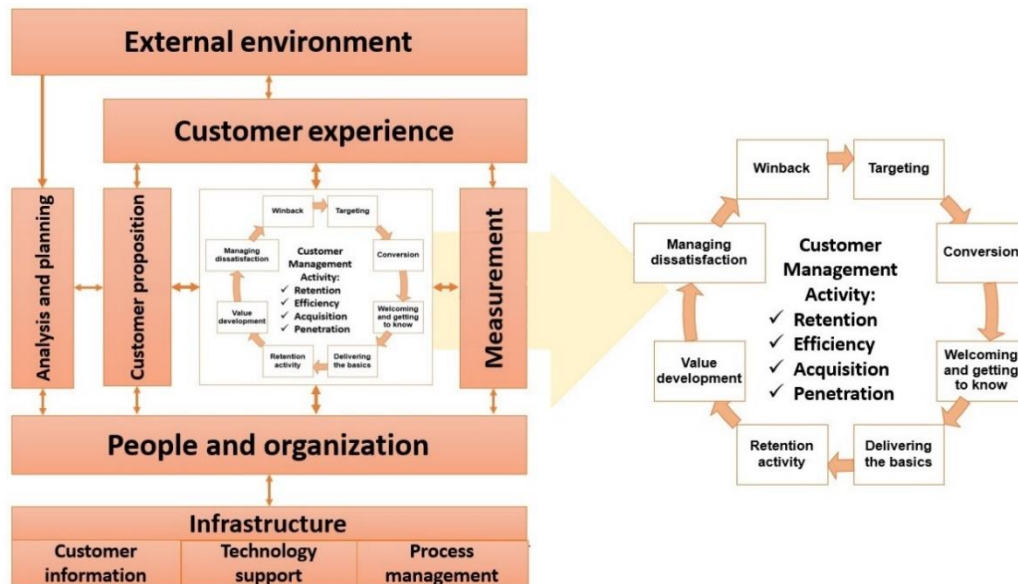 External environment
Customer experience
Analysis and planning
Customer proposition
Winback
Targeting
Managing
dissatisfaction
Conversion
Customer
Management
Activity:
✓ Retention
✓ Efficiency
✓ Acquisition
✓ Penetration
Value development
Welcoming
and getting to
know
Retention
activity
Delivering
the basics
Measurement
People and organization
Infrastructure
Customer
information
Technology
support
Process
management
Winback
Targeting
Managing
dissatisfaction
Conversion
Customer
Management
Activity:
✓ Retention
✓ Efficiency
✓ Acquisition
✓ Penetration
Value
development
Welcoming
and getting
to know
Retention
activity
Delivering
the basics